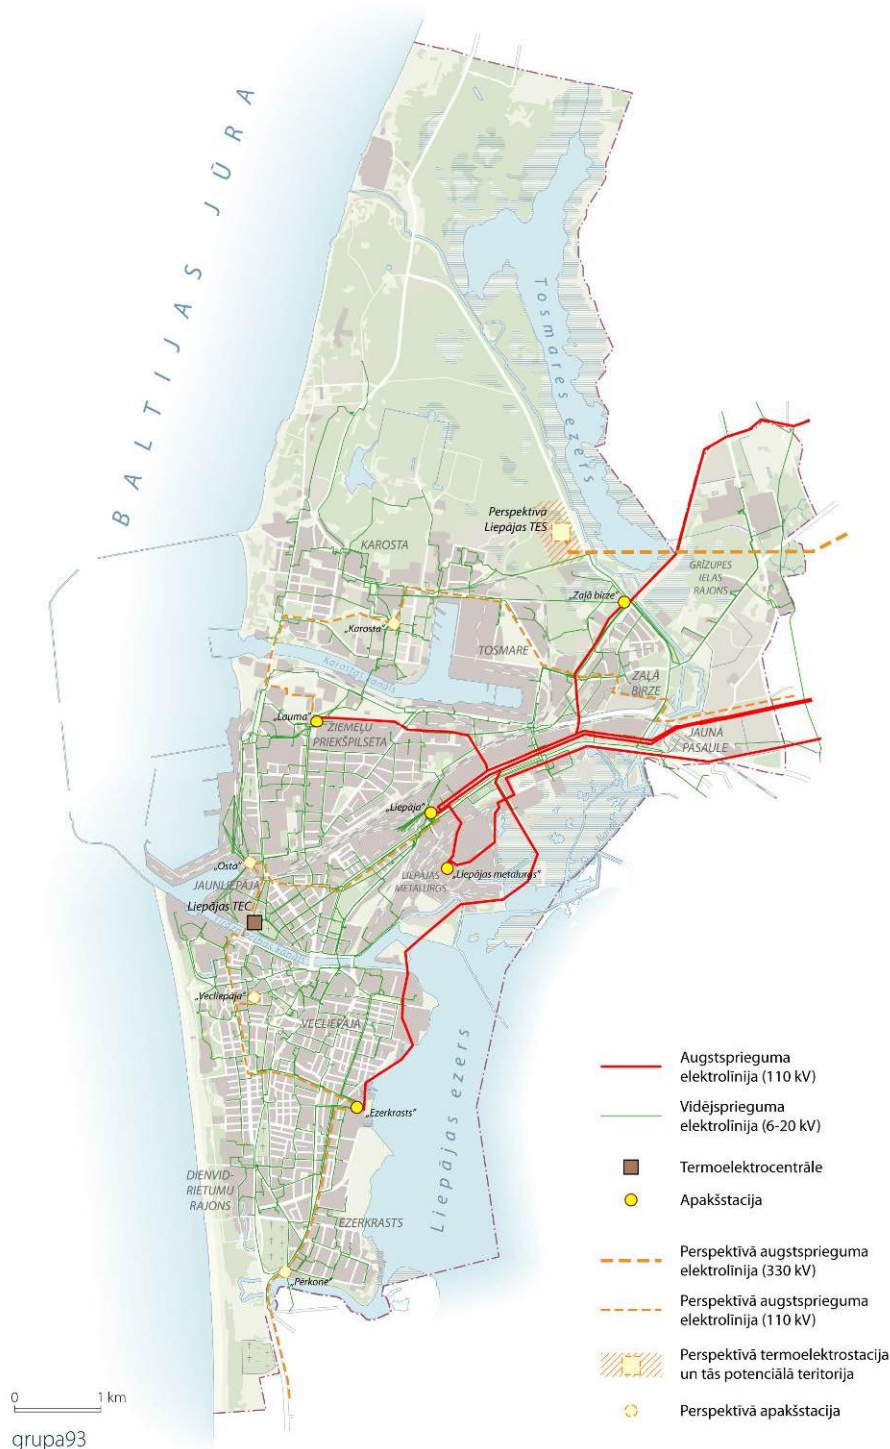 BALTIJAS JŪRA
Tosmares ezers
Perspektīvā
Liepājas TES
KAROSTA
GRĪZUPES
IELAS
RAJONS
„Zaļā birze"
„Karosta"
TOSMARE
Karostas kanāls
ZAĻĀ
BIRZE
„Lauma"
ZIEMEĻU
PRIEKŠPILSĒTA
JAUNĀ
PASAULE
„Liepāja"
„Osta"
JAUNLIEPĀJA
LIEPĀJAS
METALURGS
„Liepājas metalurgs"
Liepājas TEC
„Vecliepāja"
VECLIEPĀJA
„Ezerkrasts"
Liepājas ezers
DIENVID-
RIETUMU
RAJONS
EZERKRASTS
„Pērkone"
Augstsprieguma
elektrolīnija (110 kV)
Vidējsprieguma
elektrolīnija (6-20 kV)
Termoelektrocentrāle
Apakšstacija
Perspektīvā augstsprieguma
elektrolīnija (330 kV)
Perspektīvā augstsprieguma
elektrolīnija (110 kV)
Perspektīvā termoelektrostacija
un tās potenciālā teritorija
Perspektīvā apakšstacija
0 1 km
grupa93